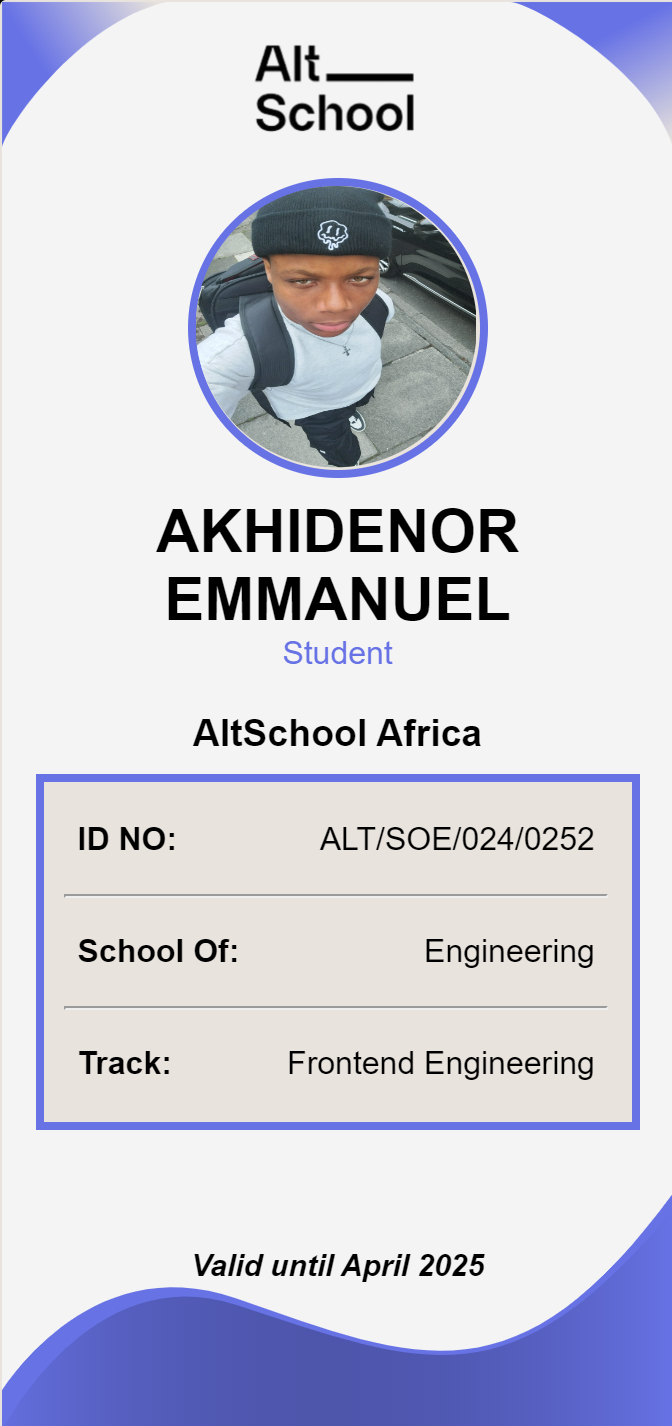 Alt
School
AKHIDENOR
EMMANUEL
Student
AltSchool Africa
ID NO: ALT/SOE/024/0252
School Of: Engineering
Track: Frontend Engineering
Valid until April 2025